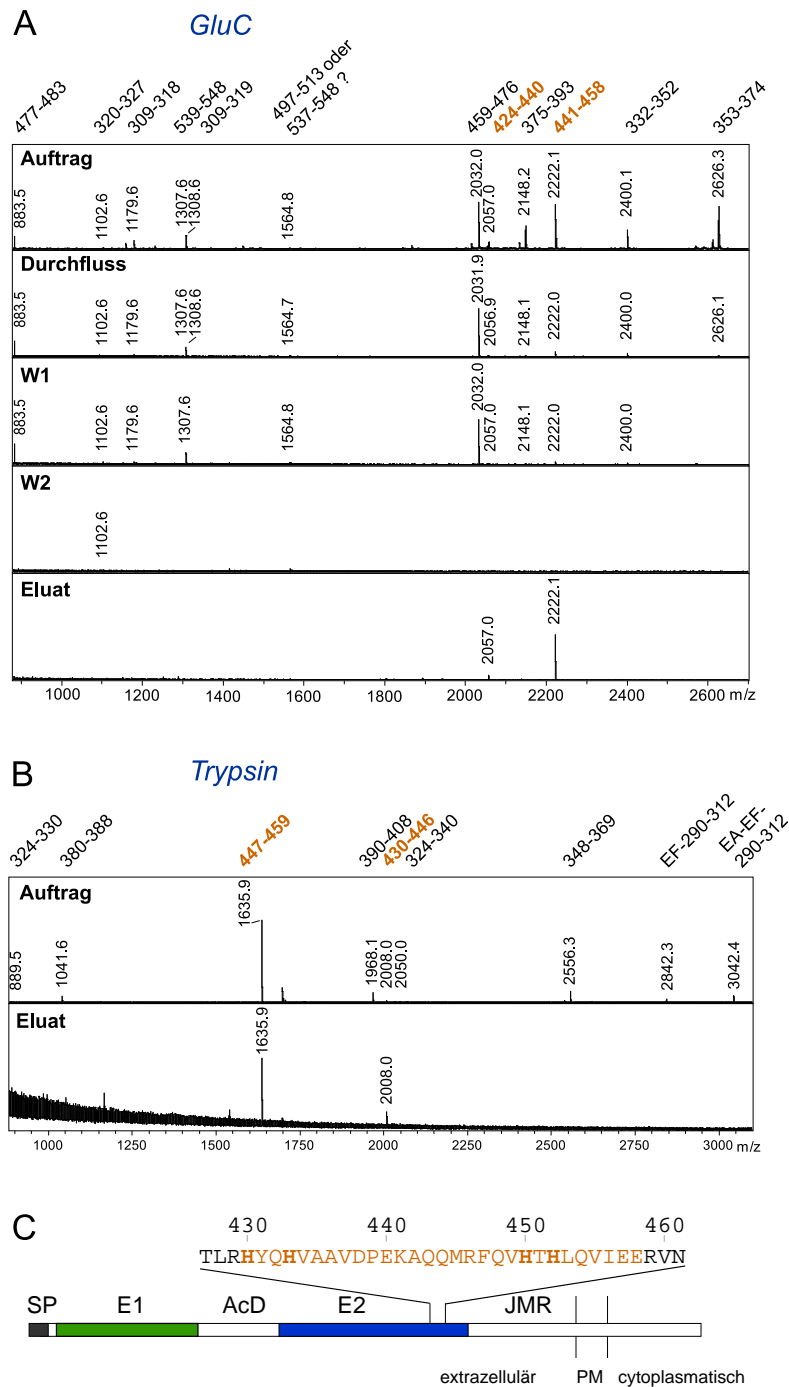 A
GluC
477-483 320-327 309-318 539-548 309-319 497-513 oder 537-548 ? 459-476 424-440 375-393 441-458 332-352 353-374
Auftrag
883.5 1102.6 1179.6 1307.6 1308.6 1564.8 2032.0 2057.0 2148.2 2222.1 2400.1 2626.3
Durchfluss
883.5 1102.6 1179.6 1307.6 1308.6 1564.7 2031.9 2056.9 2148.1 2222.0 2400.0 2626.1
W1
883.5 1102.6 1179.6 1307.6 1564.8 2032.0 2057.0 2148.1 2222.0 2400.0
W2
1102.6
Eluat
2057.0 2222.1
1000 1200 1400 1600 1800 2000 2200 2400 2600 m/z
B
Trypsin
324-330 380-388 447-459 390-408 430-446 324-340 348-369 EF-290-312 EA-EF-290-312
Auftrag
889.5 1041.6 1635.9 1968.1 2008.0 2050.0 2556.3 2842.3 3042.4
Eluat
1635.9 2008.0
1000 1250 1500 1750 2000 2250 2500 2750 3000 m/z
C
430 440 450 460
TLRHYQHVAAVDPEKAQQMRFQVHTHLQVIEERVN
SP E1 AcD E2 JMR
extrazellulär PM cytoplasmatisch